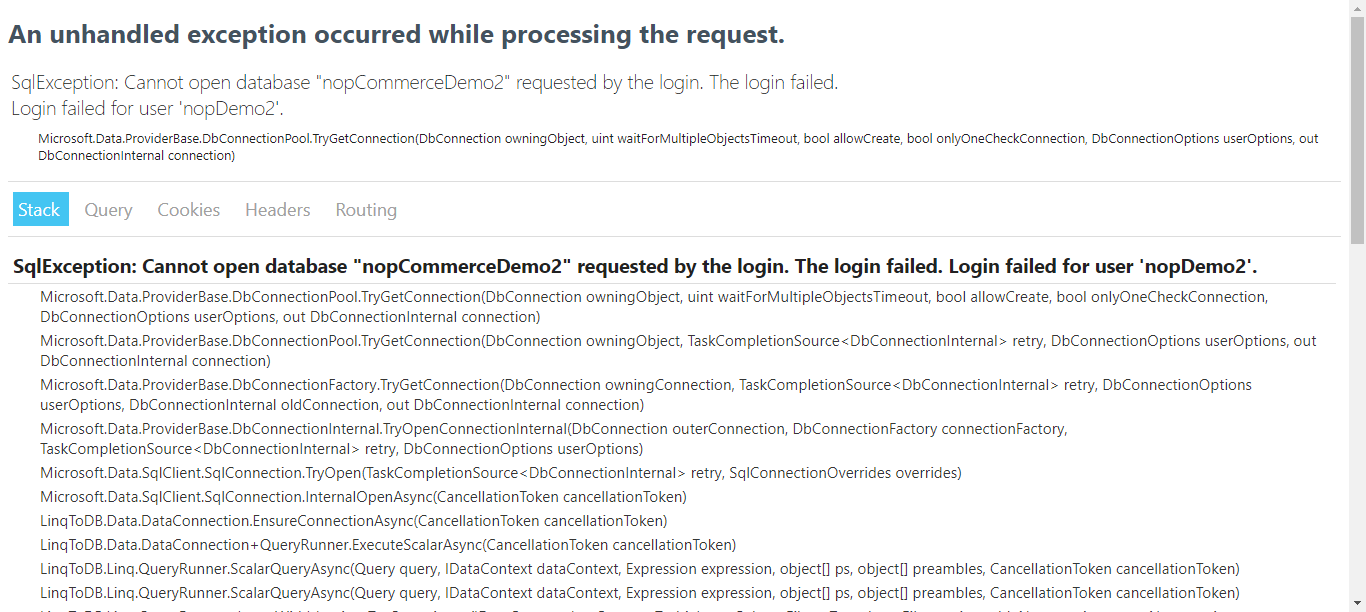 An unhandled exception occurred while processing the request.
SqlException: Cannot open database "nopCommerceDemo2" requested by the login. The login failed.
Login failed for user 'nopDemo2'.
Microsoft.Data.ProviderBase.DbConnectionPool.TryGetConnection(DbConnection owningObject, uint waitForMultipleObjectsTimeout, bool allowCreate, bool onlyOneCheckConnection, DbConnectionOptions userOptions, out
DbConnectionInternal connection)
Stack Query Cookies Headers Routing
SqlException: Cannot open database "nopCommerceDemo2" requested by the login. The login failed. Login failed for user 'nopDemo2'.
Microsoft.Data.ProviderBase.DbConnectionPool.TryGetConnection(DbConnection owningObject, uint waitForMultipleObjectsTimeout, bool allowCreate, bool onlyOneCheckConnection,
DbConnectionOptions userOptions, out DbConnectionInternal connection)
Microsoft.Data.ProviderBase.DbConnectionPool.TryGetConnection(DbConnection owningObject, TaskCompletionSource<DbConnectionInternal> retry, DbConnectionOptions userOptions, out
DbConnectionInternal connection)
Microsoft.Data.ProviderBase.DbConnectionFactory.TryGetConnection(DbConnection owningConnection, TaskCompletionSource<DbConnectionInternal> retry, DbConnectionOptions
userOptions, DbConnectionInternal oldConnection, out DbConnectionInternal connection)
Microsoft.Data.ProviderBase.DbConnectionInternal.TryOpenConnectionInternal(DbConnection outerConnection, DbConnectionFactory connectionFactory,
TaskCompletionSource<DbConnectionInternal> retry, DbConnectionOptions userOptions)
Microsoft.Data.SqlClient.SqlConnection.TryOpen(TaskCompletionSource<DbConnectionInternal> retry, SqlConnectionOverrides overrides)
Microsoft.Data.SqlClient.SqlConnection.InternalOpenAsync(CancellationToken cancellationToken)
LinqToDB.Data.DataConnection.EnsureConnectionAsync(CancellationToken cancellationToken)
LinqToDB.Data.DataConnection+QueryRunner.ExecuteScalarAsync(CancellationToken cancellationToken)
LinqToDB.Linq.QueryRunner.ScalarQueryAsync(Query query, IDataContext dataContext, Expression expression, object[] ps, object[] preambles, CancellationToken cancellationToken)
LinqToDB.Linq.QueryRunner.ScalarQueryAsync(Query query, IDataContext dataContext, Expression expression, object[] ps, object[] preambles, CancellationToken cancellationToken)